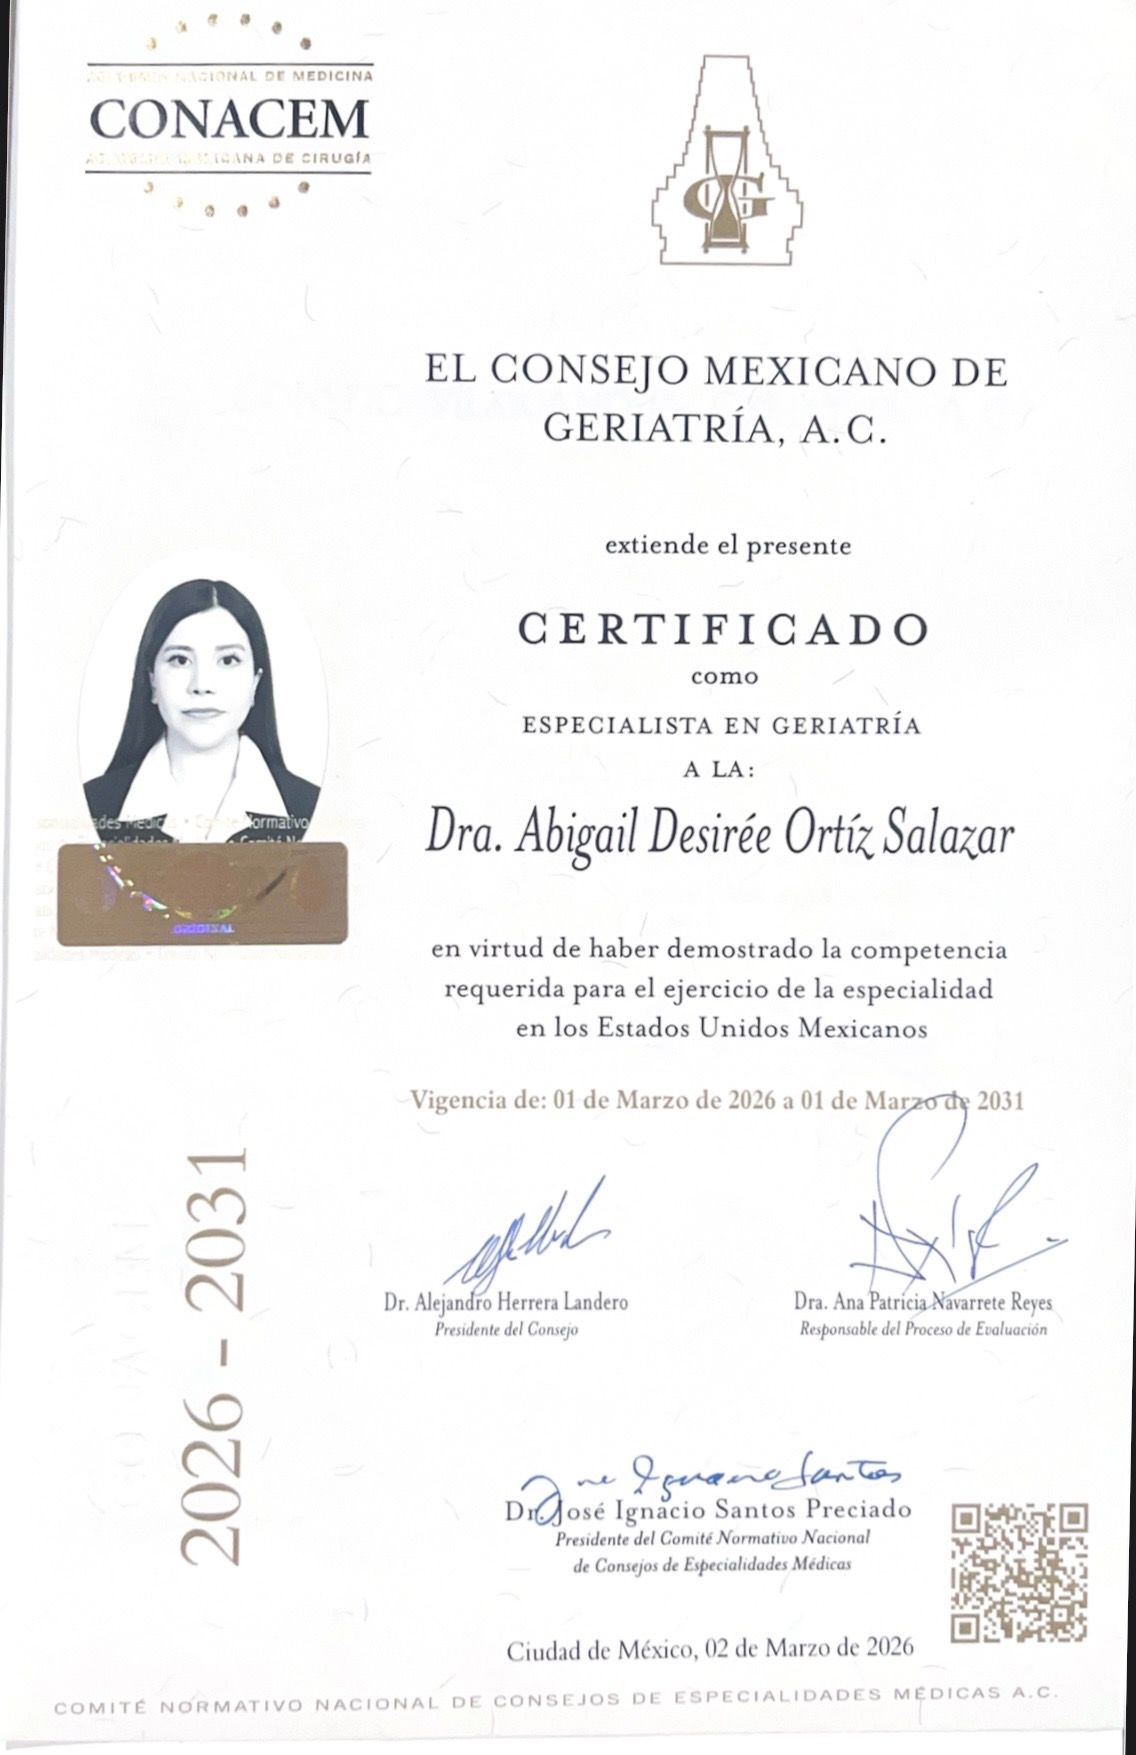 NACIONAL DE MEDICINA
CONACEM
MEXICANA DE CIRUGÍA
G
EL CONSEJO MEXICANO DE
GERIATRÍA, A.C.
extiende el presente
CERTIFICADO
como
ESPECIALISTA EN GERIATRÍA
A LA:
Dra. Abigail Desirée Ortíz Salazar
ORIGINAL
en virtud de haber demostrado la competencia
requerida para el ejercicio de la especialidad
en los Estados Unidos Mexicanos
Vigencia de: 01 de Marzo de 2026 a 01 de Marzo de 2031
2026 - 2031
Dr. Alejandro Herrera Landero
Presidente del Consejo
Dra. Ana Patricia Navarrete Reyes
Responsable del Proceso de Evaluación
Jose Ignacio Santos
Dr. José Ignacio Santos Preciado
Presidente del Comité Normativo Nacional
de Consejos de Especialidades Médicas
Ciudad de México, 02 de Marzo de 2026
COMITÉ NORMATIVO NACIONAL DE CONSEJOS DE ESPECIALIDADES MÉDICAS A.C.